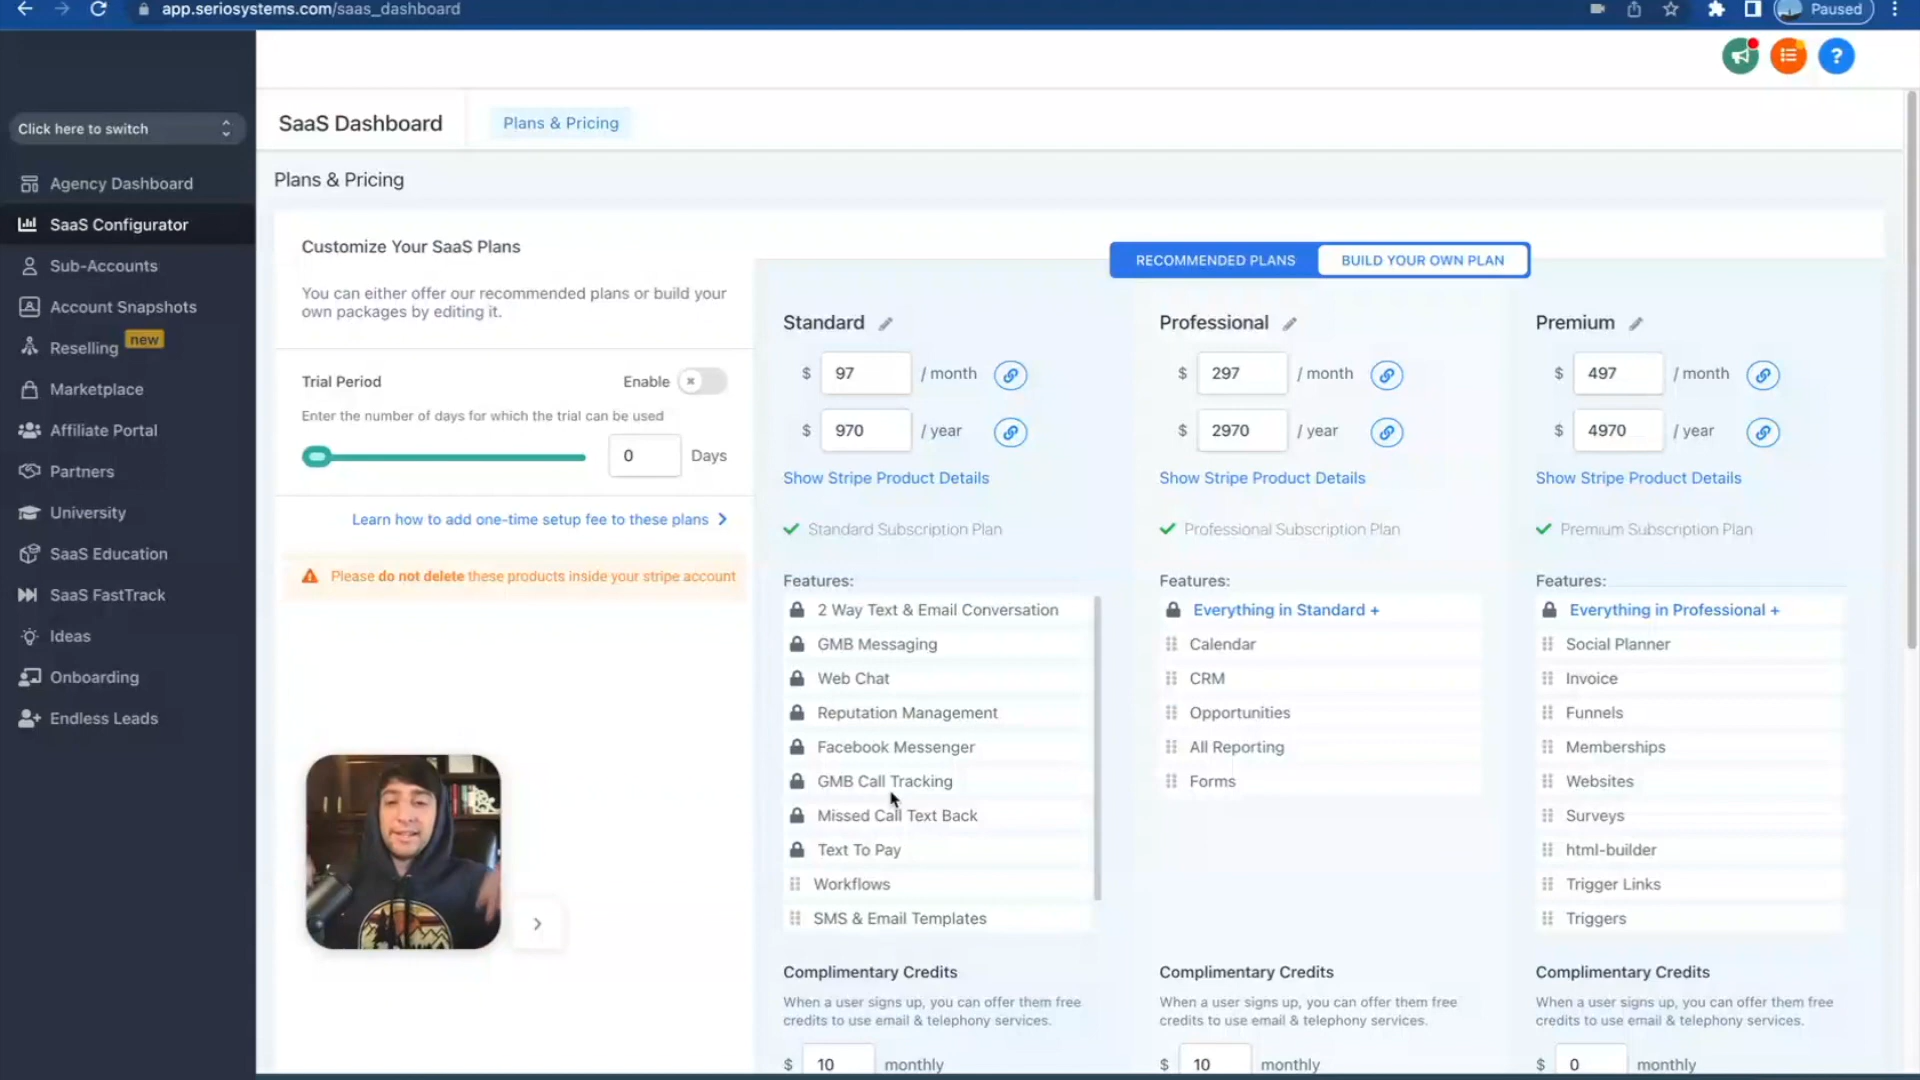 app.seriosystems.com/saas_dashboard
Paused
Click here to switch
Agency Dashboard
SaaS Configurator
Sub-Accounts
Account Snapshots
Reselling new
Marketplace
Affiliate Portal
Partners
University
SaaS Education
SaaS FastTrack
Ideas
Onboarding
Endless Leads
?
SaaS Dashboard
Plans & Pricing
Plans & Pricing
Customize Your SaaS Plans
You can either offer our recommended plans or build your
own packages by editing it.
Trial Period
Enable
Enter the number of days for which the trial can be used
0 Days
Learn how to add one-time setup fee to these plans
Please do not delete these products inside your stripe account
RECOMMENDED PLANS
BUILD YOUR OWN PLAN
Standard
$ 97 / month
$ 970 / year
Show Stripe Product Details
Standard Subscription Plan
Features:
2 Way Text & Email Conversation
GMB Messaging
Web Chat
Reputation Management
Facebook Messenger
GMB Call Tracking
Missed Call Text Back
Text To Pay
Workflows
SMS & Email Templates
Complimentary Credits
When a user signs up, you can offer them free
credits to use email & telephony services.
$ 10 monthly
Professional
$ 297 / month
$ 2970 / year
Show Stripe Product Details
Professional Subscription Plan
Features:
Everything in Standard +
Calendar
CRM
Opportunities
All Reporting
Forms
Complimentary Credits
When a user signs up, you can offer them free
credits to use email & telephony services.
$ 10 monthly
Premium
$ 497 / month
$ 4970 / year
Show Stripe Product Details
Premium Subscription Plan
Features:
Everything in Professional +
Social Planner
Invoice
Funnels
Memberships
Websites
Surveys
html-builder
Trigger Links
Triggers
Complimentary Credits
When a user signs up, you can offer them free
credits to use email & telephony services.
$ 0 monthly